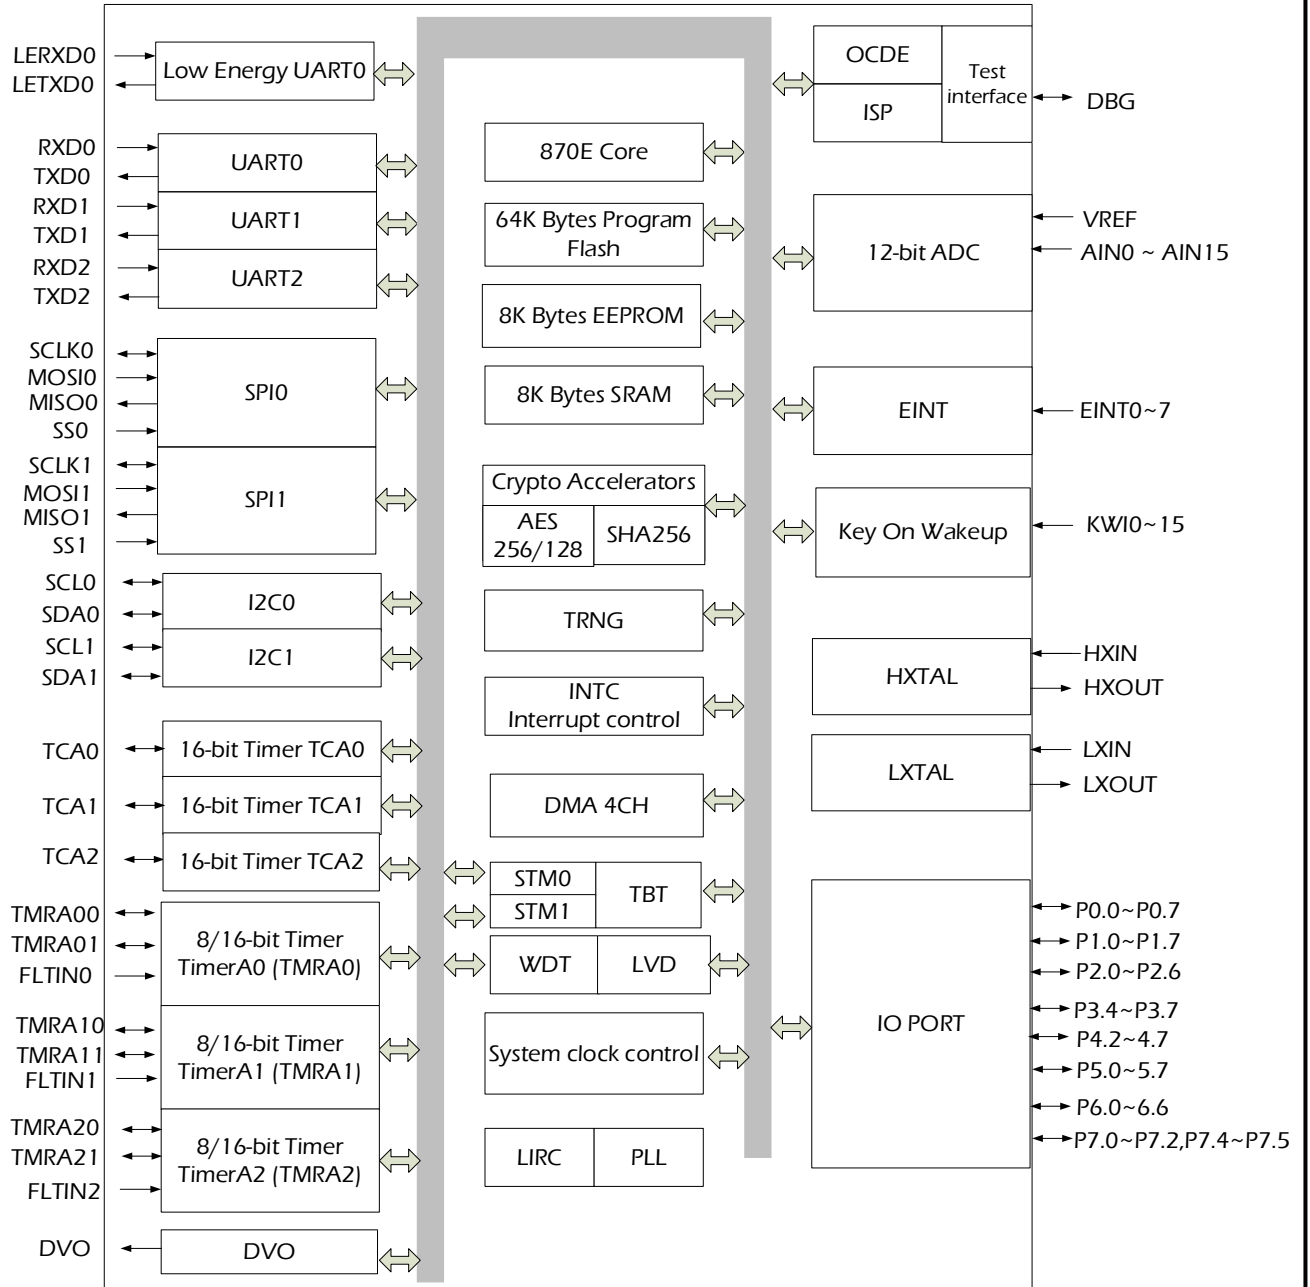 LERXD0
LETXD0
Low Energy UART0
RXD0
TXD0
UART0
RXD1
TXD1
UART1
RXD2
TXD2
UART2
SCLK0
MOSI0
MISO0
SS0
SPI0
SCLK1
MOSI1
MISO1
SS1
SPI1
SCL0
SDA0
I2C0
SCL1
SDA1
I2C1
TCA0
16-bit Timer TCA0
TCA1
16-bit Timer TCA1
TCA2
16-bit Timer TCA2
TMRA00
TMRA01
FLTIN0
8/16-bit Timer
TimerA0 (TMRA0)
TMRA10
TMRA11
FLTIN1
8/16-bit Timer
TimerA1 (TMRA1)
TMRA20
TMRA21
FLTIN2
8/16-bit Timer
TimerA2 (TMRA2)
DVO
DVO
870E Core
64K Bytes Program
Flash
8K Bytes EEPROM
8K Bytes SRAM
Crypto Accelerators
AES
256/128
SHA256
TRNG
INTC
Interrupt control
DMA 4CH
STM0
STM1
TBT
WDT
LVD
System clock control
LIRC
PLL
OCDE
ISP
Test
interface
DBG
12-bit ADC
VREF
AIN0 ~ AIN15
EINT
EINT0~7
Key On Wakeup
KWI0~15
HXTAL
HXIN
HXOUT
LXTAL
LXIN
LXOUT
IO PORT
P0.0~P0.7
P1.0~P1.7
P2.0~P2.6
P3.4~P3.7
P4.2~4.7
P5.0~5.7
P6.0~6.6
P7.0~P7.2,P7.4~P7.5